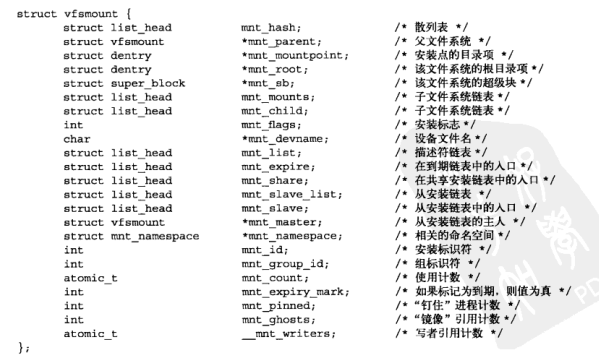 struct vfsmount {
struct list_head mnt_hash; /* 散列表 */
struct vfsmount *mnt_parent; /* 父文件系统 */
struct dentry *mnt_mountpoint; /* 安装点的目录项 */
struct dentry *mnt_root; /* 该文件系统的根目录项 */
struct super_block *mnt_sb; /* 该文件系统的超级块 */
struct list_head mnt_mounts; /* 子文件系统链表 */
struct list_head mnt_child; /* 子文件系统链表 */
int mnt_flags; /* 安装标志 */
char *mnt_devname; /* 设备文件名 */
struct list_head mnt_list; /* 描述符链表 */
struct list_head mnt_expire; /* 在到期链表中的入口 */
struct list_head mnt_share; /* 在共享安装链表中的入口 */
struct list_head mnt_slave_list; /* 从安装链表 */
struct list_head mnt_slave; /* 从安装链表中的入口 */
struct vfsmount *mnt_master; /* 从安装链表的主人 */
struct mnt_namespace *mnt_namespace; /* 相关的命名空间 */
int mnt_id; /* 安装标识符 */
int mnt_group_id; /* 组标识符 */
atomic_t mnt_count; /* 使用计数 */
int mnt_expiry_mark; /* 如果标记为到期，则值为真 */
int mnt_pinned; /* “钉住”进程计数 */
int mnt_ghosts; /* “镜像”引用计数 */
atomic_t __mnt_writers; /* 写者引用计数 */
};